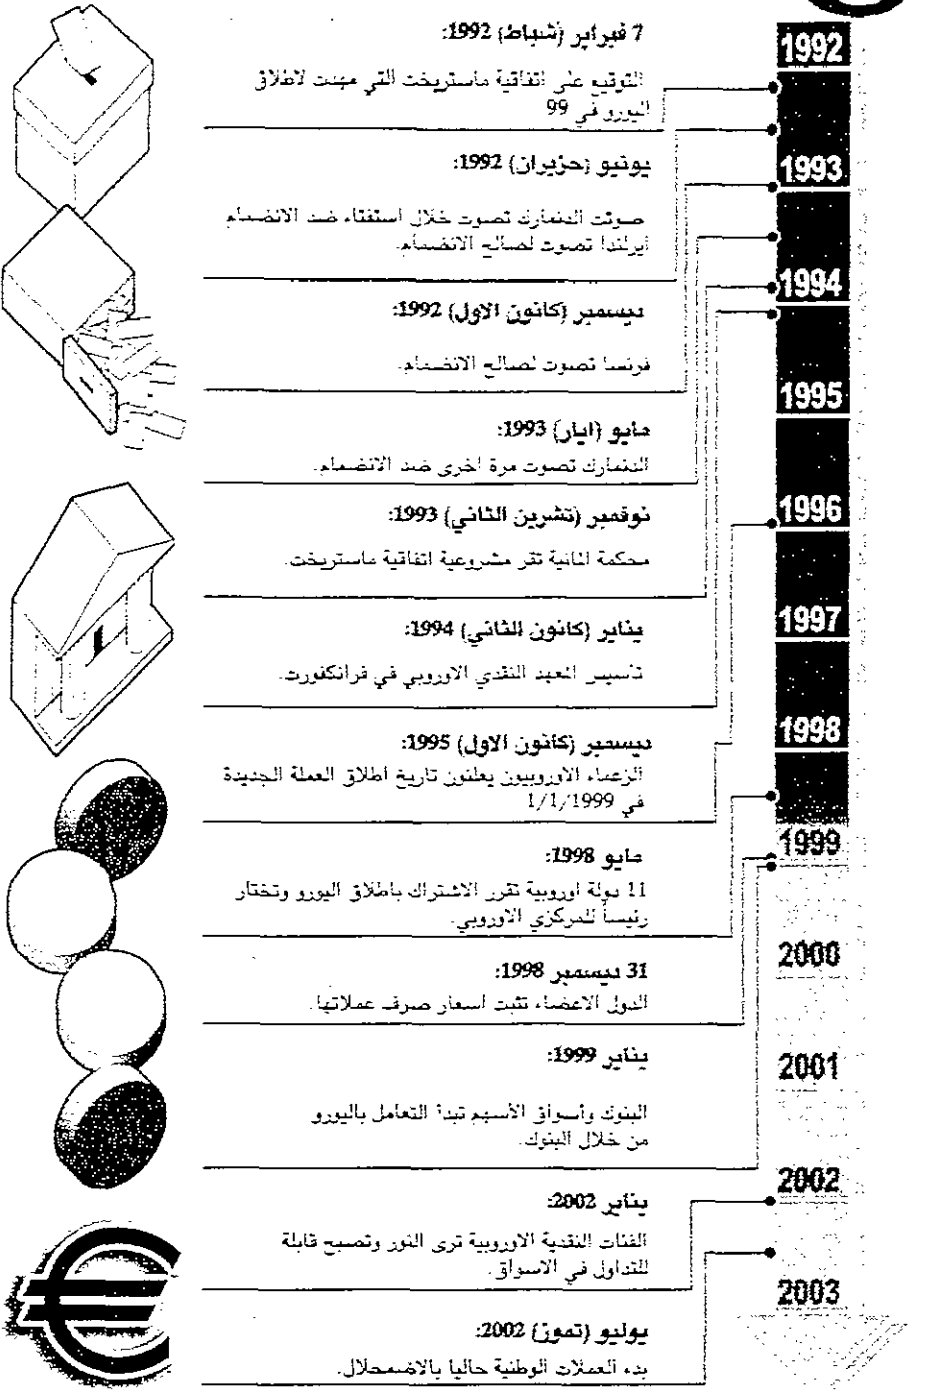 7 فبراير (شباط) 1992:
التوقيع على اتفاقية ماستريخت التي مهدت لاطلاق
اليورو في 99
يونيو (حزيران) 1992:
صوتت الدنمارك تصوت خلال استفتاء ضد الانضمام
ايرلندا تصوت لصالح الانضمام.
ديسمبر (كانون الاول) 1992:
فرنسا تصوت لصالح الانضمام.
مايو (ايار) 1993:
الدنمارك تصوت مرة اخرى ضد الانضمام.
نوفمبر (تشرين الثاني) 1993:
محكمة المانية تقر مشروعية اتفاقية ماستريخت.
يناير (كانون الثاني) 1994:
تأسيس المعهد النقدي الاوروبي في فرانكفورت.
ديسمبر (كانون الاول) 1995:
الزعماء الاوروبيون يعلنون تاريخ اطلاق العملة الجديدة
في 1/1/1999
مايو 1998:
11 دولة اوروبية تقرر الاشتراك باطلاق اليورو وتختار
رئيساً للمركزي الاوروبي.
31 ديسمبر 1998:
الدول الاعضاء تثبت اسعار صرف عملاتها.
يناير 1999:
البنوك وأسواق الأسهم تبدأ التعامل باليورو
من خلال البنوك.
يناير 2002:
الفئات النقدية الاوروبية ترى النور وتصبح قابلة
للتداول في الاسواق.
يوليو (تموز) 2002:
بدء العملات الوطنية حاليا بالاضمحلال.
1992
1993
1994
1995
1996
1997
1998
1999
2000
2001
2002
2003